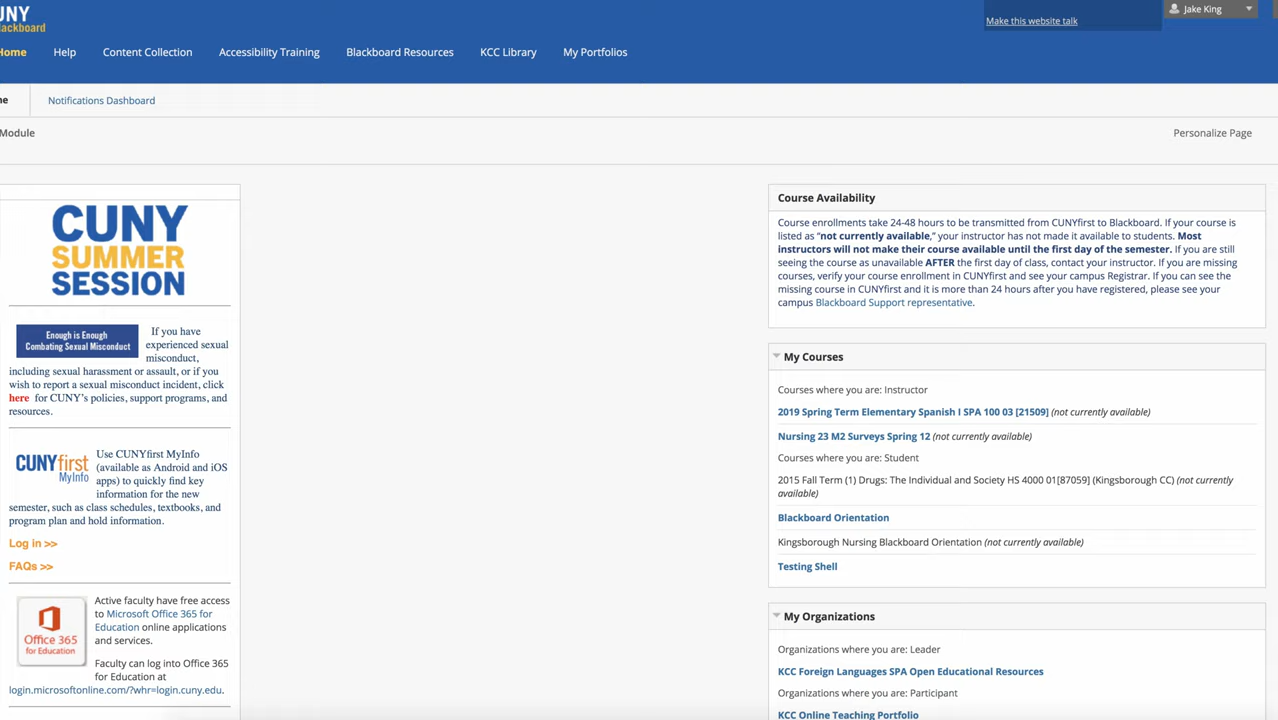 UNY
lackboard
Make this website talk
Jake King
Home
Help
Content Collection
Accessibility Training
Blackboard Resources
KCC Library
My Portfolios
ne
Notifications Dashboard
Module
Personalize Page
CUNY
SUMMER
SESSION
Enough is Enough
Combating Sexual Misconduct
If you have
experienced sexual
misconduct,
including sexual harassment or assault, or if you
wish to report a sexual misconduct incident, click
here for CUNY's policies, support programs, and
resources.
CUNYfirst
MyInfo
Use CUNYfirst MyInfo
(available as Android and iOS
apps) to quickly find key
information for the new
semester, such as class schedules, textbooks, and
program plan and hold information.
Log in >>
FAQs >>
Office 365
for Education
Active faculty have free access
to Microsoft Office 365 for
Education online applications
and services.
Faculty can log into Office 365
for Education at
login.microsoftonline.com/?whr=login.cuny.edu.
Course Availability
Course enrollments take 24-48 hours to be transmitted from CUNYfirst to Blackboard. If your course is
listed as “not currently available,” your instructor has not made it available to students. Most
instructors will not make their course available until the first day of the semester. If you are still
seeing the course as unavailable AFTER the first day of class, contact your instructor. If you are missing
courses, verify your course enrollment in CUNYfirst and see your campus Registrar. If you can see the
missing course in CUNYfirst and it is more than 24 hours after you have registered, please see your
campus Blackboard Support representative.
My Courses
Courses where you are: Instructor
2019 Spring Term Elementary Spanish I SPA 100 03 [21509] (not currently available)
Nursing 23 M2 Surveys Spring 12 (not currently available)
Courses where you are: Student
2015 Fall Term (1) Drugs: The Individual and Society HS 4000 01[87059] (Kingsborough CC) (not currently
available)
Blackboard Orientation
Kingsborough Nursing Blackboard Orientation (not currently available)
Testing Shell
My Organizations
Organizations where you are: Leader
KCC Foreign Languages SPA Open Educational Resources
Organizations where you are: Participant
KCC Online Teaching Portfolio